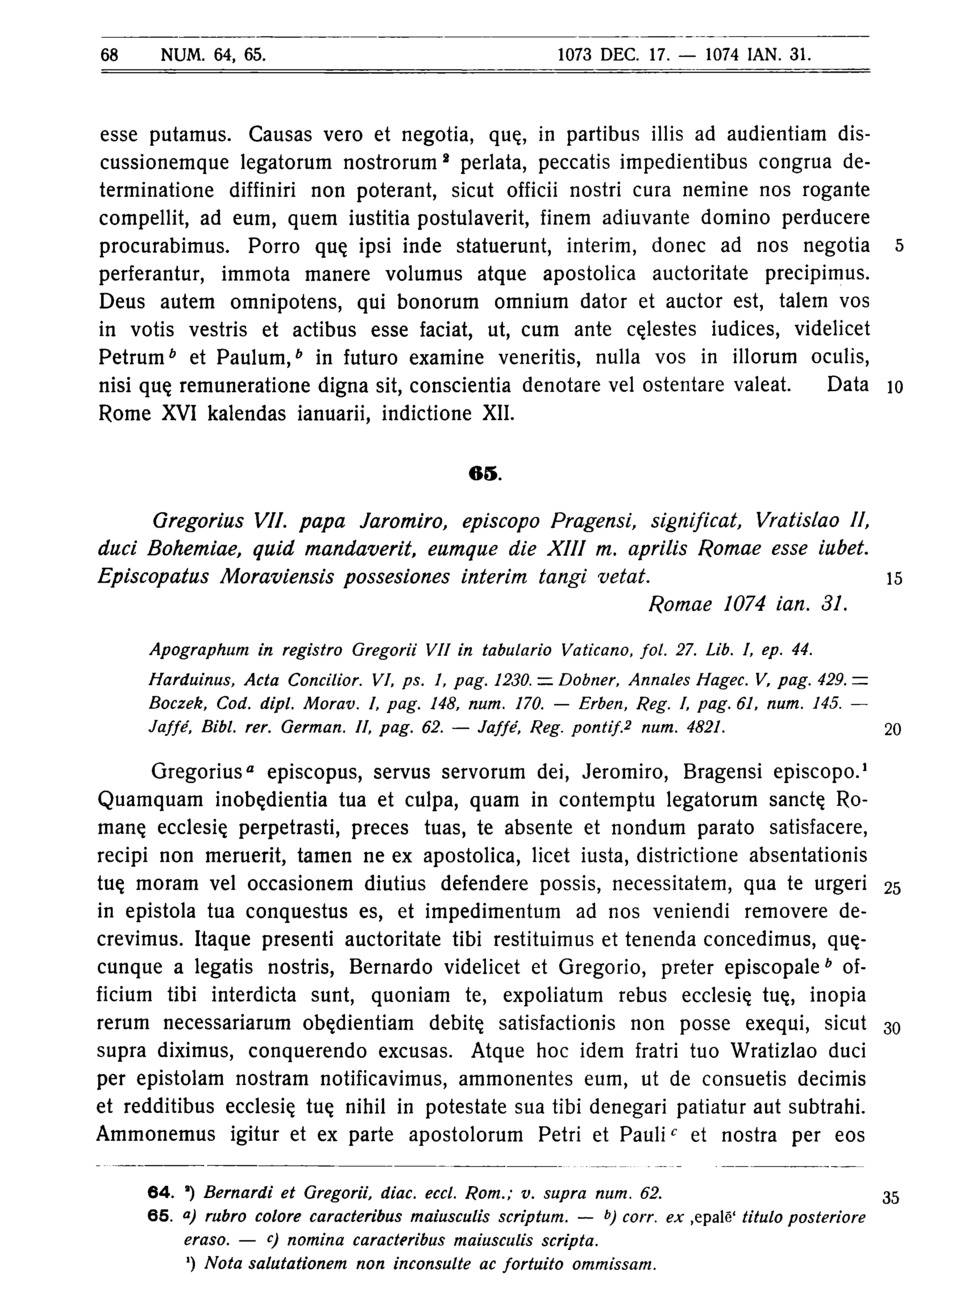 68 NUM. 64, 65. 1073 DEC. 17. — 1074 IAN. 31.
esse putamus. Causas vero et negotia, quę, in partibus illis ad audientiam dis-
cussionemque legatorum nostrorum ² perlata, peccatis impedientibus congrua de-
terminatione diffiniri non poterant, sicut officii nostri cura nemine nos rogante
compellit, ad eum, quem iustitia postulaverit, finem adiuvante domino perducere
procurabimus. Porro quę ipsi inde statuerunt, interim, donec ad nos negotia 5
perferantur, immota manere volumus atque apostolica auctoritate precipimus.
Deus autem omnipotens, qui bonorum omnium dator et auctor est, talem vos
in votis vestris et actibus esse faciat, ut, cum ante cęlestes iudices, videlicet
Petrum ᵇ et Paulum, ᵇ in futuro examine veneritis, nulla vos in illorum oculis,
nisi quę remuneratione digna sit, conscientia denotare vel ostentare valeat. Data 10
Rome XVI kalendas ianuarii, indictione XII.
65.
Gregorius VII. papa Jaromiro, episcopo Pragensi, significat, Vratislao II,
duci Bohemiae, quid mandaverit, eumque die XIII m. aprilis Romae esse iubet.
Episcopatus Moraviensis possesiones interim tangi vetat. 15
Romae 1074 ian. 31.
Apographum in registro Gregorii VII in tabulario Vaticano, fol. 27. Lib. I, ep. 44.
Harduinus, Acta Concilior. VI, ps. 1, pag. 1230. = Dobner, Annales Hagec. V, pag. 429. =
Boczek, Cod. dipl. Morav. I, pag. 148, num. 170. — Erben, Reg. I, pag. 61, num. 145. —
Jaffé, Bibl. rer. German. II, pag. 62. — Jaffé, Reg. pontif.² num. 4821. 20
Gregorius ᵃ episcopus, servus servorum dei, Jeromiro, Bragensi episcopo.¹
Quamquam inobędientia tua et culpa, quam in contemptu legatorum sanctę Ro-
manę ecclesię perpetrasti, preces tuas, te absente et nondum parato satisfacere,
recipi non meruerit, tamen ne ex apostolica, licet iusta, districtione absentationis
tuę moram vel occasionem diutius defendere possis, necessitatem, qua te urgeri 25
in epistola tua conquestus es, et impedimentum ad nos veniendi removere de-
crevimus. Itaque presenti auctoritate tibi restituimus et tenenda concedimus, quę-
cunque a legatis nostris, Bernardo videlicet et Gregorio, preter episcopale ᵇ of-
ficium tibi interdicta sunt, quoniam te, expoliatum rebus ecclesię tuę, inopia
rerum necessariarum obędientiam debitę satisfactionis non posse exequi, sicut 30
supra diximus, conquerendo excusas. Atque hoc idem fratri tuo Wratizlao duci
per epistolam nostram notificavimus, ammonentes eum, ut de consuetis decimis
et redditibus ecclesię tuę nihil in potestate sua tibi denegari patiatur aut subtrahi.
Ammonemus igitur et ex parte apostolorum Petri et Pauli ᶜ et nostra per eos
64. ²) Bernardi et Gregorii, diac. eccl. Rom.; v. supra num. 62. 35
65. a) rubro colore caracteribus maiusculis scriptum. — b) corr. ex ‚epalē‘ titulo posteriore
eraso. — c) nomina caracteribus maiusculis scripta.
¹) Nota salutationem non inconsulte ac fortuito ommissam.